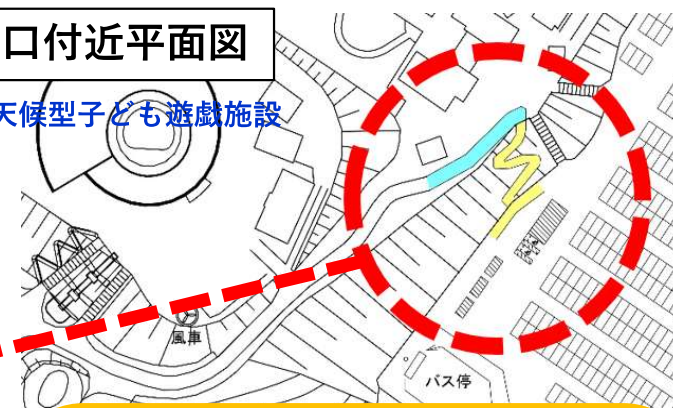 口付近平面図
天候型子ども遊戯施設
風車
バス停